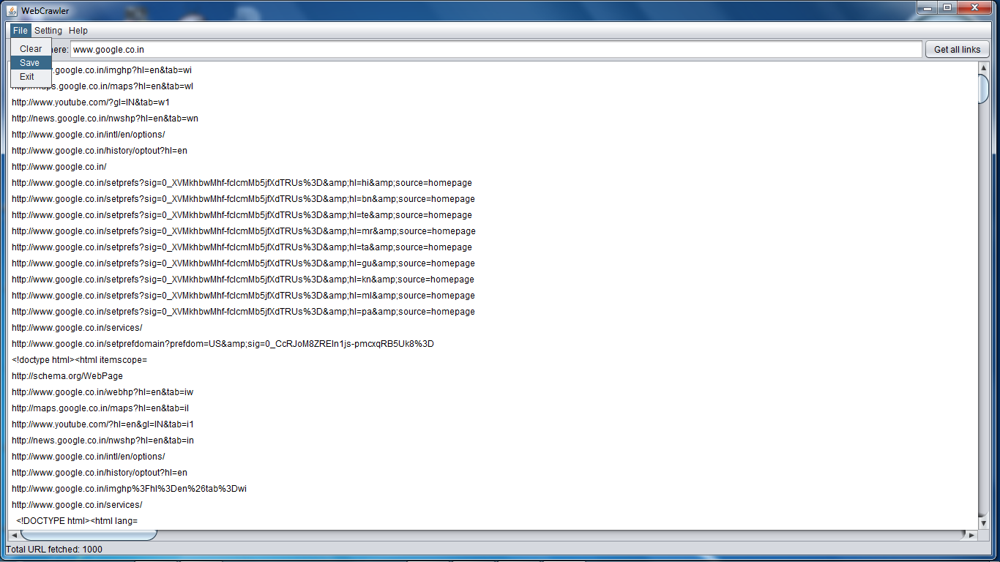 WebCrawler
File Setting Help
Clear
Save
Exit
here: www.google.co.in Get all links
.google.co.in/imghp?hl=en&tab=wi
http://maps.google.co.in/maps?hl=en&tab=wl
http://www.youtube.com/?gl=IN&tab=w1
http://news.google.co.in/nwshp?hl=en&tab=wn
http://www.google.co.in/intl/en/options/
http://www.google.co.in/history/optout?hl=en
http://www.google.co.in/
http://www.google.co.in/setprefs?sig=0_XVMkhbwMhf-fcIcmMb5jfXdTRUs%3D&amp;hl=hi&amp;source=homepage
http://www.google.co.in/setprefs?sig=0_XVMkhbwMhf-fcIcmMb5jfXdTRUs%3D&amp;hl=bn&amp;source=homepage
http://www.google.co.in/setprefs?sig=0_XVMkhbwMhf-fcIcmMb5jfXdTRUs%3D&amp;hl=te&amp;source=homepage
http://www.google.co.in/setprefs?sig=0_XVMkhbwMhf-fcIcmMb5jfXdTRUs%3D&amp;hl=mr&amp;source=homepage
http://www.google.co.in/setprefs?sig=0_XVMkhbwMhf-fcIcmMb5jfXdTRUs%3D&amp;hl=ta&amp;source=homepage
http://www.google.co.in/setprefs?sig=0_XVMkhbwMhf-fcIcmMb5jfXdTRUs%3D&amp;hl=gu&amp;source=homepage
http://www.google.co.in/setprefs?sig=0_XVMkhbwMhf-fcIcmMb5jfXdTRUs%3D&amp;hl=kn&amp;source=homepage
http://www.google.co.in/setprefs?sig=0_XVMkhbwMhf-fcIcmMb5jfXdTRUs%3D&amp;hl=ml&amp;source=homepage
http://www.google.co.in/setprefs?sig=0_XVMkhbwMhf-fcIcmMb5jfXdTRUs%3D&amp;hl=pa&amp;source=homepage
http://www.google.co.in/services/
http://www.google.co.in/setprefdomain?prefdom=US&amp;sig=0_CcRJoM8ZREIn1js-pmcxqRB5Uk8%3D
<!doctype html><html itemscope=
http://schema.org/WebPage
http://www.google.co.in/webhp?hl=en&tab=iw
http://maps.google.co.in/maps?hl=en&tab=il
http://www.youtube.com/?hl=en&gl=IN&tab=i1
http://news.google.co.in/nwshp?hl=en&tab=in
http://www.google.co.in/intl/en/options/
http://www.google.co.in/history/optout?hl=en
http://www.google.co.in/imghp%3Fhl%3Den%26tab%3Dwi
http://www.google.co.in/services/
<!DOCTYPE html><html lang=
Total URL fetched: 1000